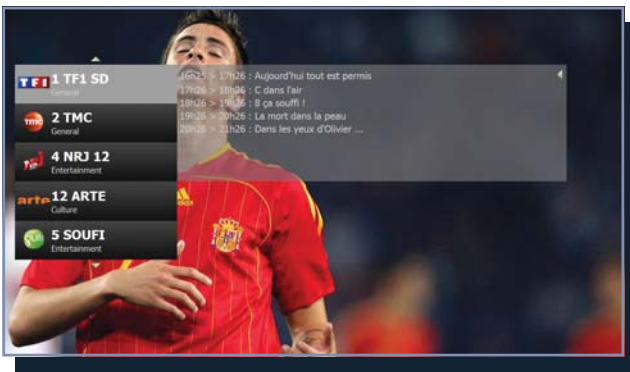 TF1
1 TF1 SD
General
tmc
2 TMC
General
4 NRJ 12
Entertainment
arte
12 ARTE
Culture
5 SOUFI
Entertainment
16h25 > 17h26 : Aujourd'hui tout est permis
17h26 > 18h26 : C dans l'air
18h26 > 19h26 : 8 ça souffi !
19h26 > 20h26 : La mort dans la peau
20h26 > 21h26 : Dans les yeux d'Olivier ...